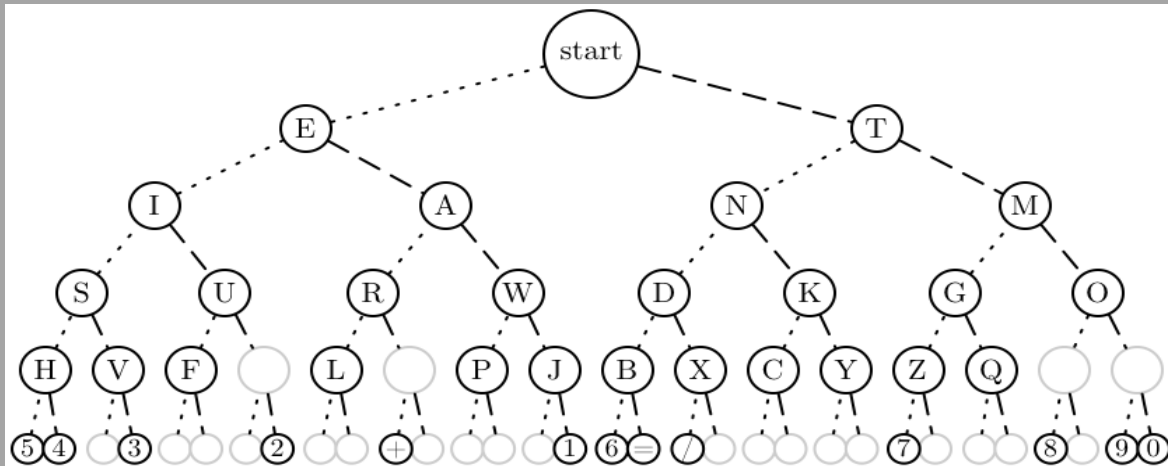 start
E T
I A N M
S U R W D K G O
H V F L P J B X C Y Z Q
5 4 3 2 + 1 6 = / 7 8 9 0